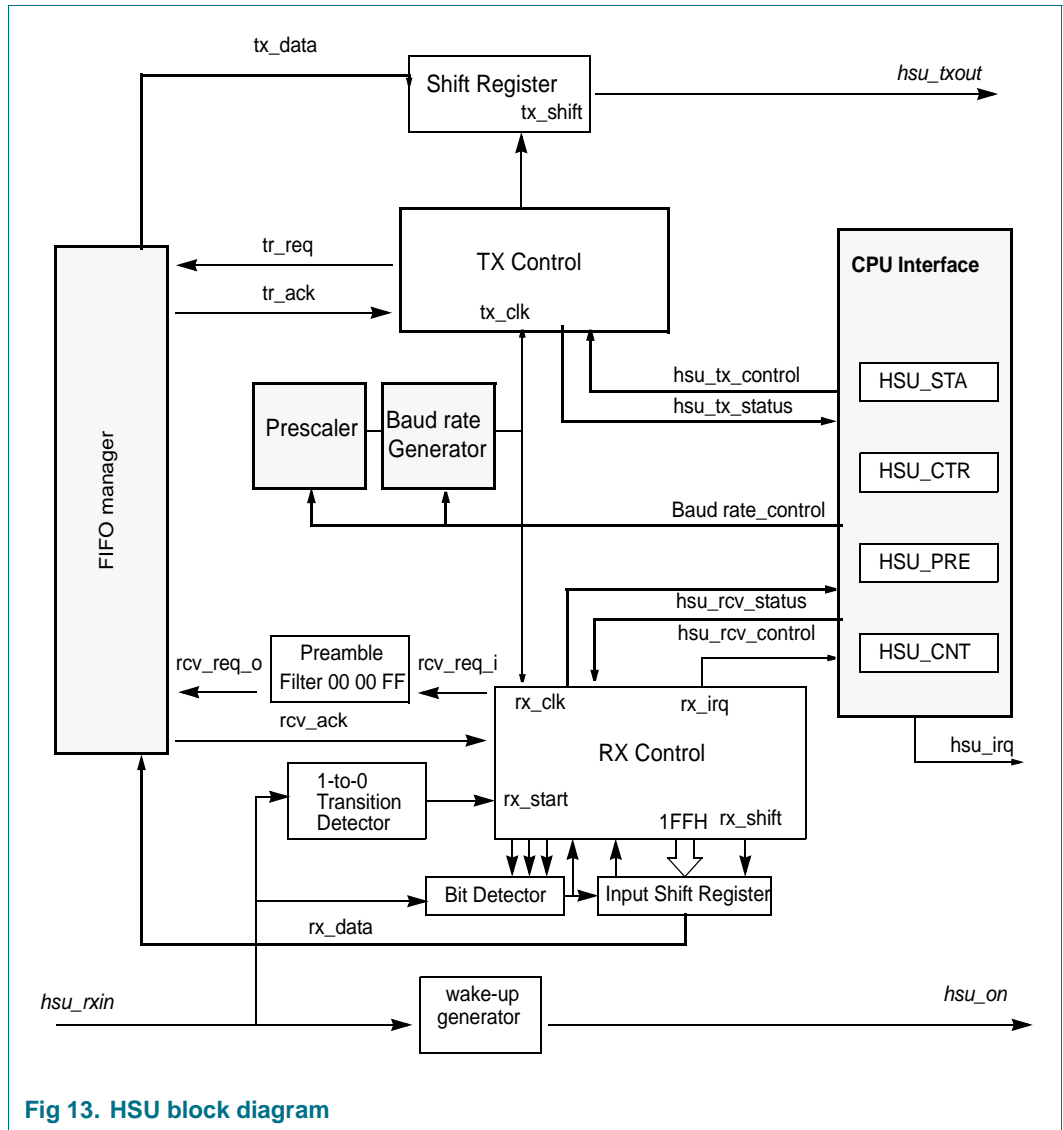 tx_data
Shift Register
tx_shift
hsu_txout
tr_req
TX Control
CPU Interface
tr_ack
tx_clk
hsu_tx_control
HSU_STA
hsu_tx_status
Prescaler
Baud rate
Generator
HSU_CTR
FIFO manager
Baud rate_control
HSU_PRE
hsu_rcv_status
hsu_rcv_control
HSU_CNT
rcv_req_o
Preamble
Filter 00 00 FF
rcv_req_i
rx_clk
rx_irq
rcv_ack
RX Control
hsu_irq
1-to-0
Transition
Detector
rx_start
1FFH
rx_shift
Bit Detector
Input Shift Register
rx_data
hsu_rxin
wake-up
generator
hsu_on
Fig 13. HSU block diagram